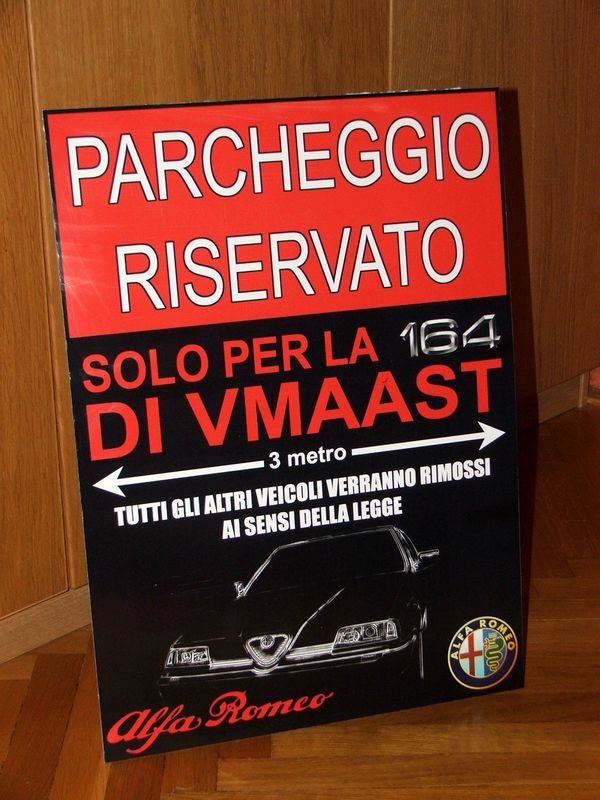 PARCHEGGIO
RISERVATO
SOLO PER LA 164
DI VMAAST
3 metro
TUTTI GLI ALTRI VEICOLI VERRANNO RIMOSSI
AI SENSI DELLA LEGGE
ALFA ROMEO
Alfa Romeo